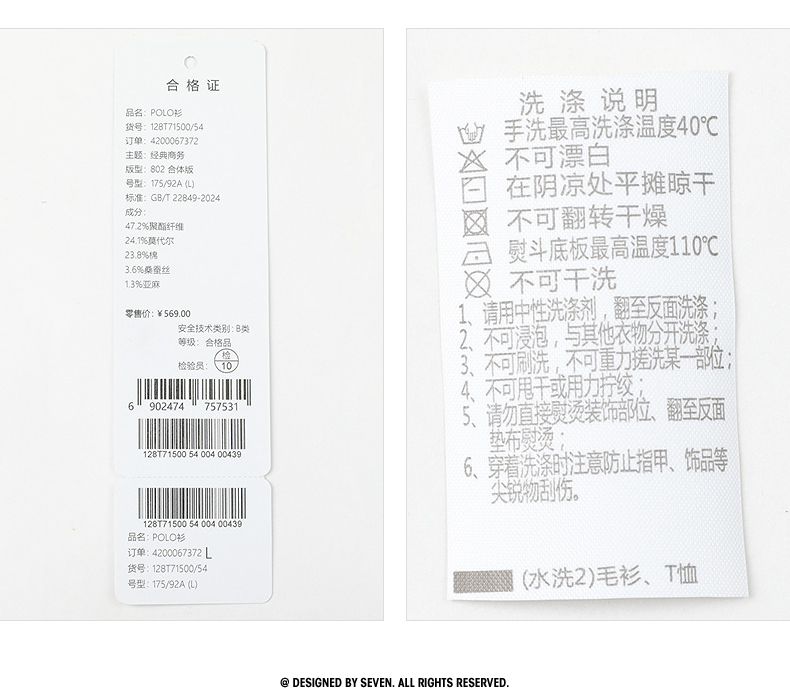 合格证
品名：POLO衫
货号：128T71500/54
订单：4200067372
主题：经典商务
版型：802 合体版
号型：175/92A (L)
标准：GB/T 22849-2024
成分：
47.2%聚酯纤维
24.1%莫代尔
23.8%棉
3.6%桑蚕丝
1.3%亚麻
零售价：￥569.00
安全技术类别：B类
等级：合格品
检验员：检 10
6 902474 757531
128T71500 54 004 00439
128T71500 54 004 00439
品名：POLO衫
订单：4200067372 L
货号：128T71500/54
号型：175/92A (L)
洗涤说明
手洗最高洗涤温度40℃
不可漂白
在阴凉处平摊晾干
不可翻转干燥
熨斗底板最高温度110℃
不可干洗
1、请用中性洗涤剂，翻至反面洗涤；
2、不可浸泡，与其他衣物分开洗涤；
3、不可刷洗，不可重力搓洗某一部位；
4、不可甩干或用力拧绞；
5、请勿直接熨烫装饰部位、翻至反面
垫布熨烫；
6、穿着洗涤时注意防止指甲、饰品等
尖锐物刮伤。
(水洗2)毛衫、T恤
@ DESIGNED BY SEVEN. ALL RIGHTS RESERVED.